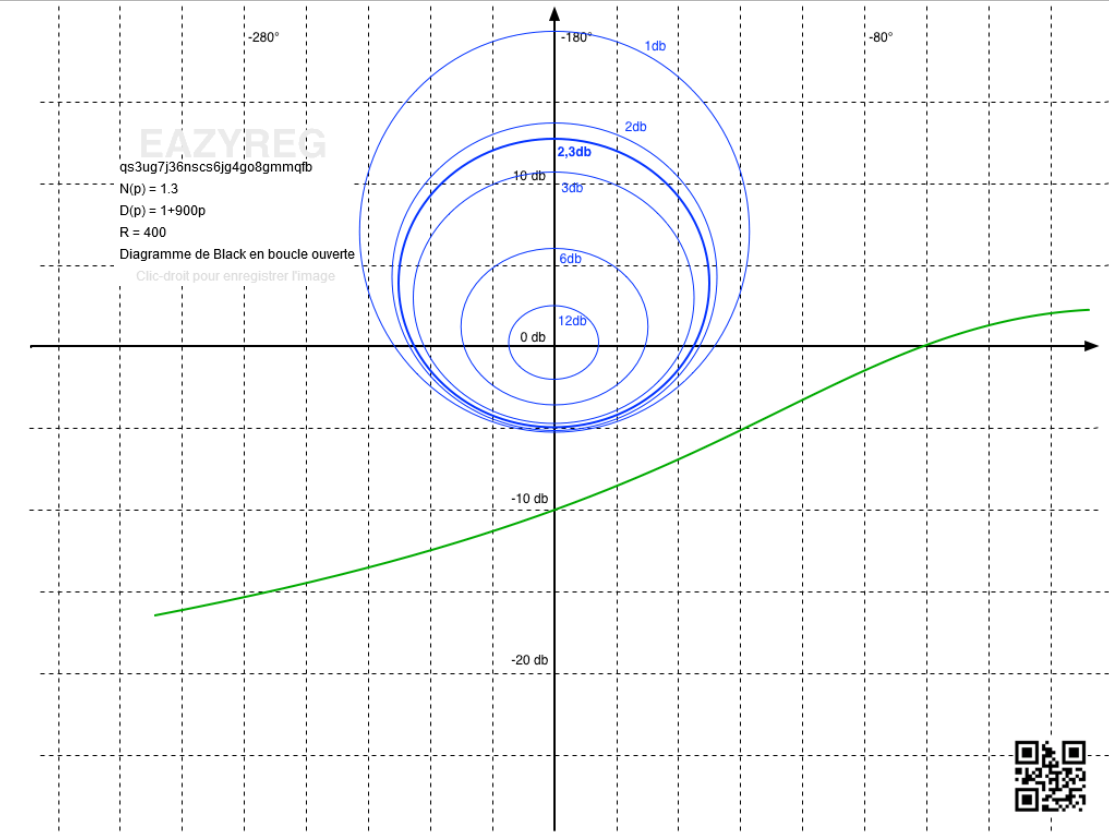 -280°
-180°
-80°
1db
2db
2,3db
EAZYREG
qs3ug7j36nscs6jg4go8gmmqfb
10 db
3db
N(p) = 1.3
D(p) = 1+900p
R = 400
Diagramme de Black en boucle ouverte
6db
Clic-droit pour enregistrer l'image
12db
0 db
-10 db
-20 db